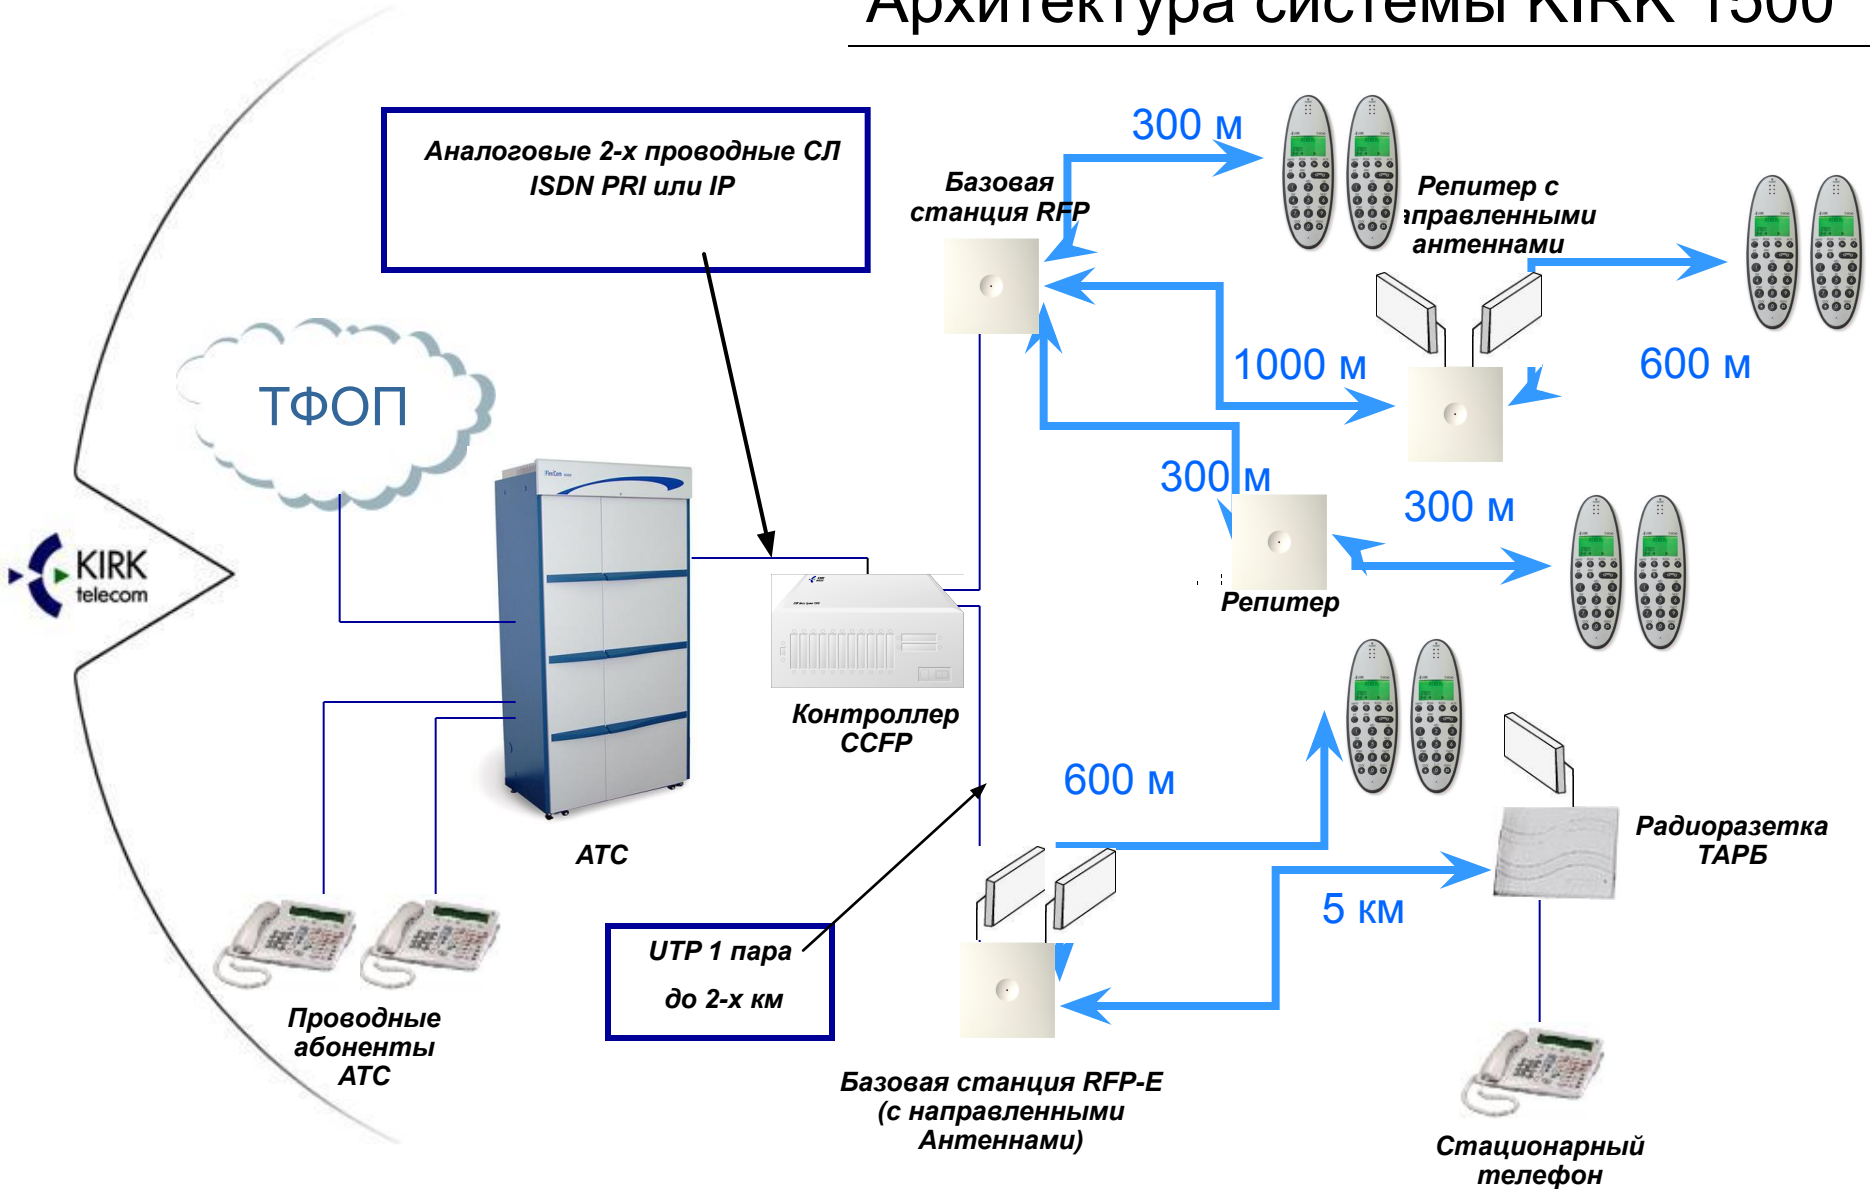 Архитектура системы KIRK 1500
Аналоговые 2-х проводные СЛ
ISDN PRI или IP
300 м
Базовая
станция RFP
Репитер с
аправленными
антеннами
ТФОП
1000 м
600 м
300 м
300 м
KIRK
telecom
Репитер
Контроллер
CCFP
600 м
АТС
Радиоразетка
ТАРБ
5 км
UTP 1 пара
до 2-х км
Проводные
абоненты
АТС
Базовая станция RFP-E
(с направленными
Антеннами)
Стационарный
телефон